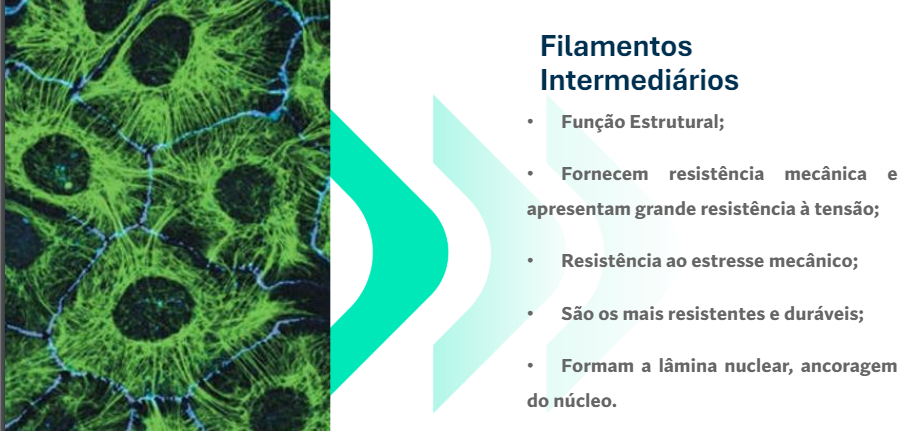 Filamentos
Intermediários
• Função Estrutural;
• Fornecem resistência mecânica e
apresentam grande resistência à tensão;
• Resistência ao estresse mecânico;
• São os mais resistentes e duráveis;
• Formam a lâmina nuclear, ancoragem
do núcleo.